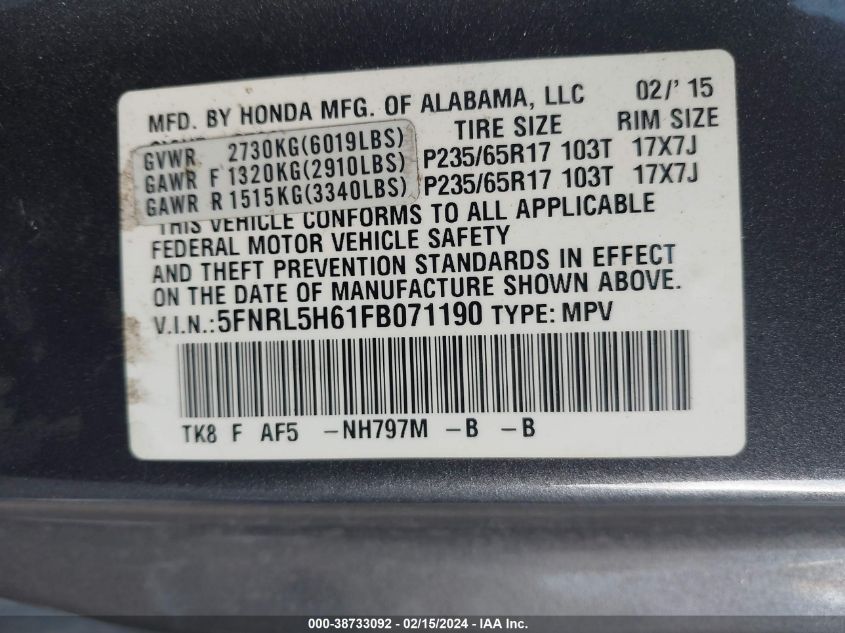 MFD. BY HONDA MFG. OF ALABAMA, LLC 02/' 15
TIRE SIZE RIM SIZE
GVWR 2730KG(6019LBS)
GAWR F 1320KG(2910LBS) P235/65R17 103T 17X7J
GAWR R 1515KG(3340LBS) P235/65R17 103T 17X7J
THIS VEHICLE CONFORMS TO ALL APPLICABLE
FEDERAL MOTOR VEHICLE SAFETY
AND THEFT PREVENTION STANDARDS IN EFFECT
ON THE DATE OF MANUFACTURE SHOWN ABOVE.
V.I.N.: 5FNRL5H61FB071190 TYPE: MPV
TK8 F AF5 -NH797M -B -B
000-38733092 - 02/15/2024 - IAA Inc.